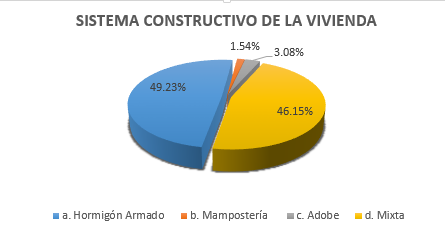 SISTEMA CONSTRUCTIVO DE LA VIVIENDA
1.54%
3.08%
49.23%
46.15%
a. Hormigón Armado b. Mampostería c. Adobe d. Mixta